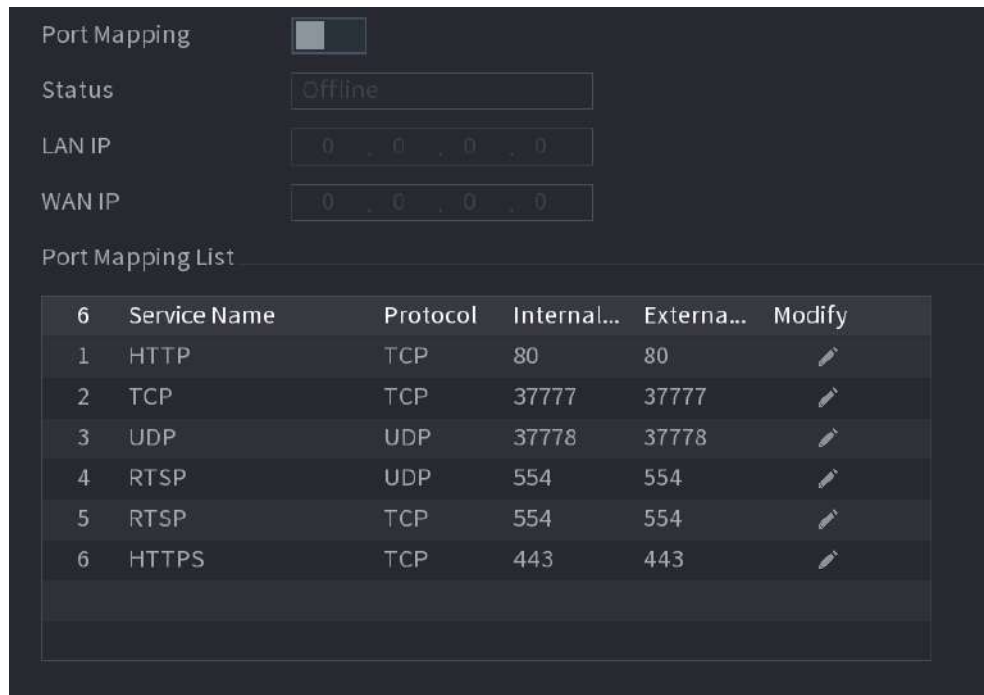 Port Mapping
Status Offline
LAN IP 0 . 0 . 0 . 0
WAN IP 0 . 0 . 0 . 0
Port Mapping List
6 Service Name Protocol Internal... Externa... Modify
1 HTTP TCP 80 80
2 TCP TCP 37777 37777
3 UDP UDP 37778 37778
4 RTSP UDP 554 554
5 RTSP TCP 554 554
6 HTTPS TCP 443 443